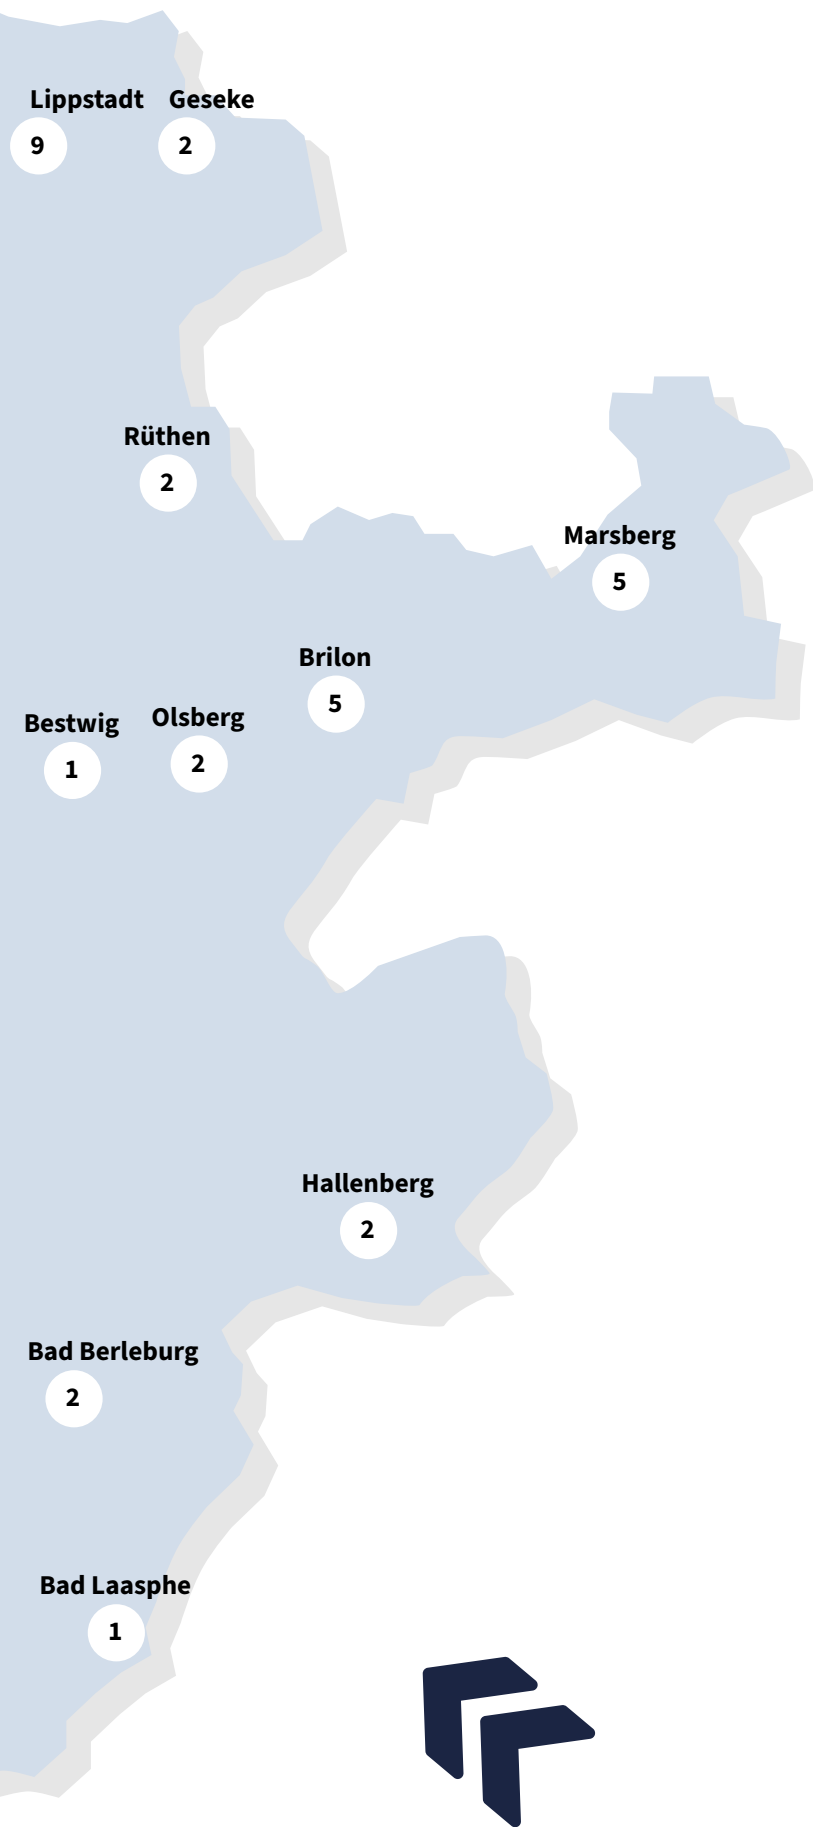 Lippstadt Geseke
9 2
Rüthen
2
Marsberg
5
Brilon
5
Bestwig Olsberg
1 2
Hallenberg
2
Bad Berleburg
2
Bad Laasphe
1